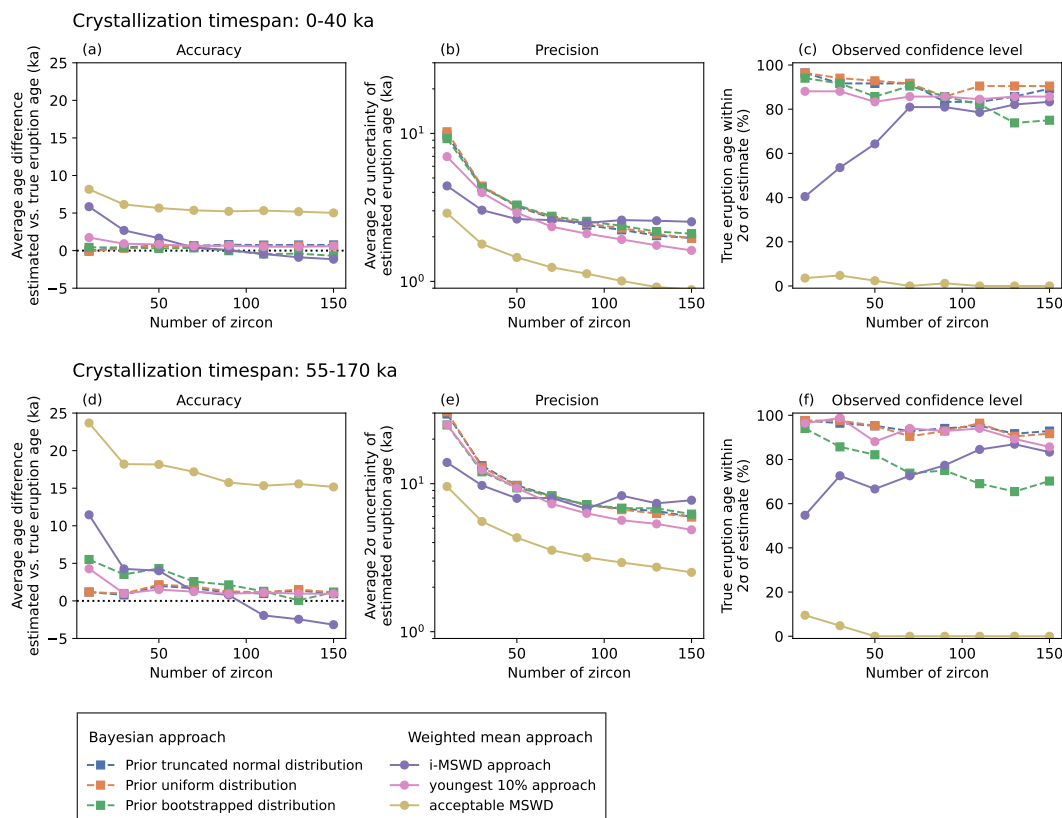 Crystallization timespan: 0-40 ka
(a) Accuracy
Average age difference
estimated vs. true eruption age (ka)
25
20
15
10
5
0
−5
50 100 150
Number of zircon
(b) Precision
Average 2σ uncertainty of
estimated eruption age (ka)
10¹
10⁰
50 100 150
Number of zircon
(c) Observed confidence level
True eruption age within
2σ of estimate (%)
100
80
60
40
20
0
50 100 150
Number of zircon
Crystallization timespan: 55-170 ka
(d) Accuracy
Average age difference
estimated vs. true eruption age (ka)
25
20
15
10
5
0
−5
50 100 150
Number of zircon
(e) Precision
Average 2σ uncertainty of
estimated eruption age (ka)
10¹
10⁰
50 100 150
Number of zircon
(f) Observed confidence level
True eruption age within
2σ of estimate (%)
100
80
60
40
20
0
50 100 150
Number of zircon
Bayesian approach
Prior truncated normal distribution
Prior uniform distribution
Prior bootstrapped distribution
Weighted mean approach
i-MSWD approach
youngest 10% approach
acceptable MSWD